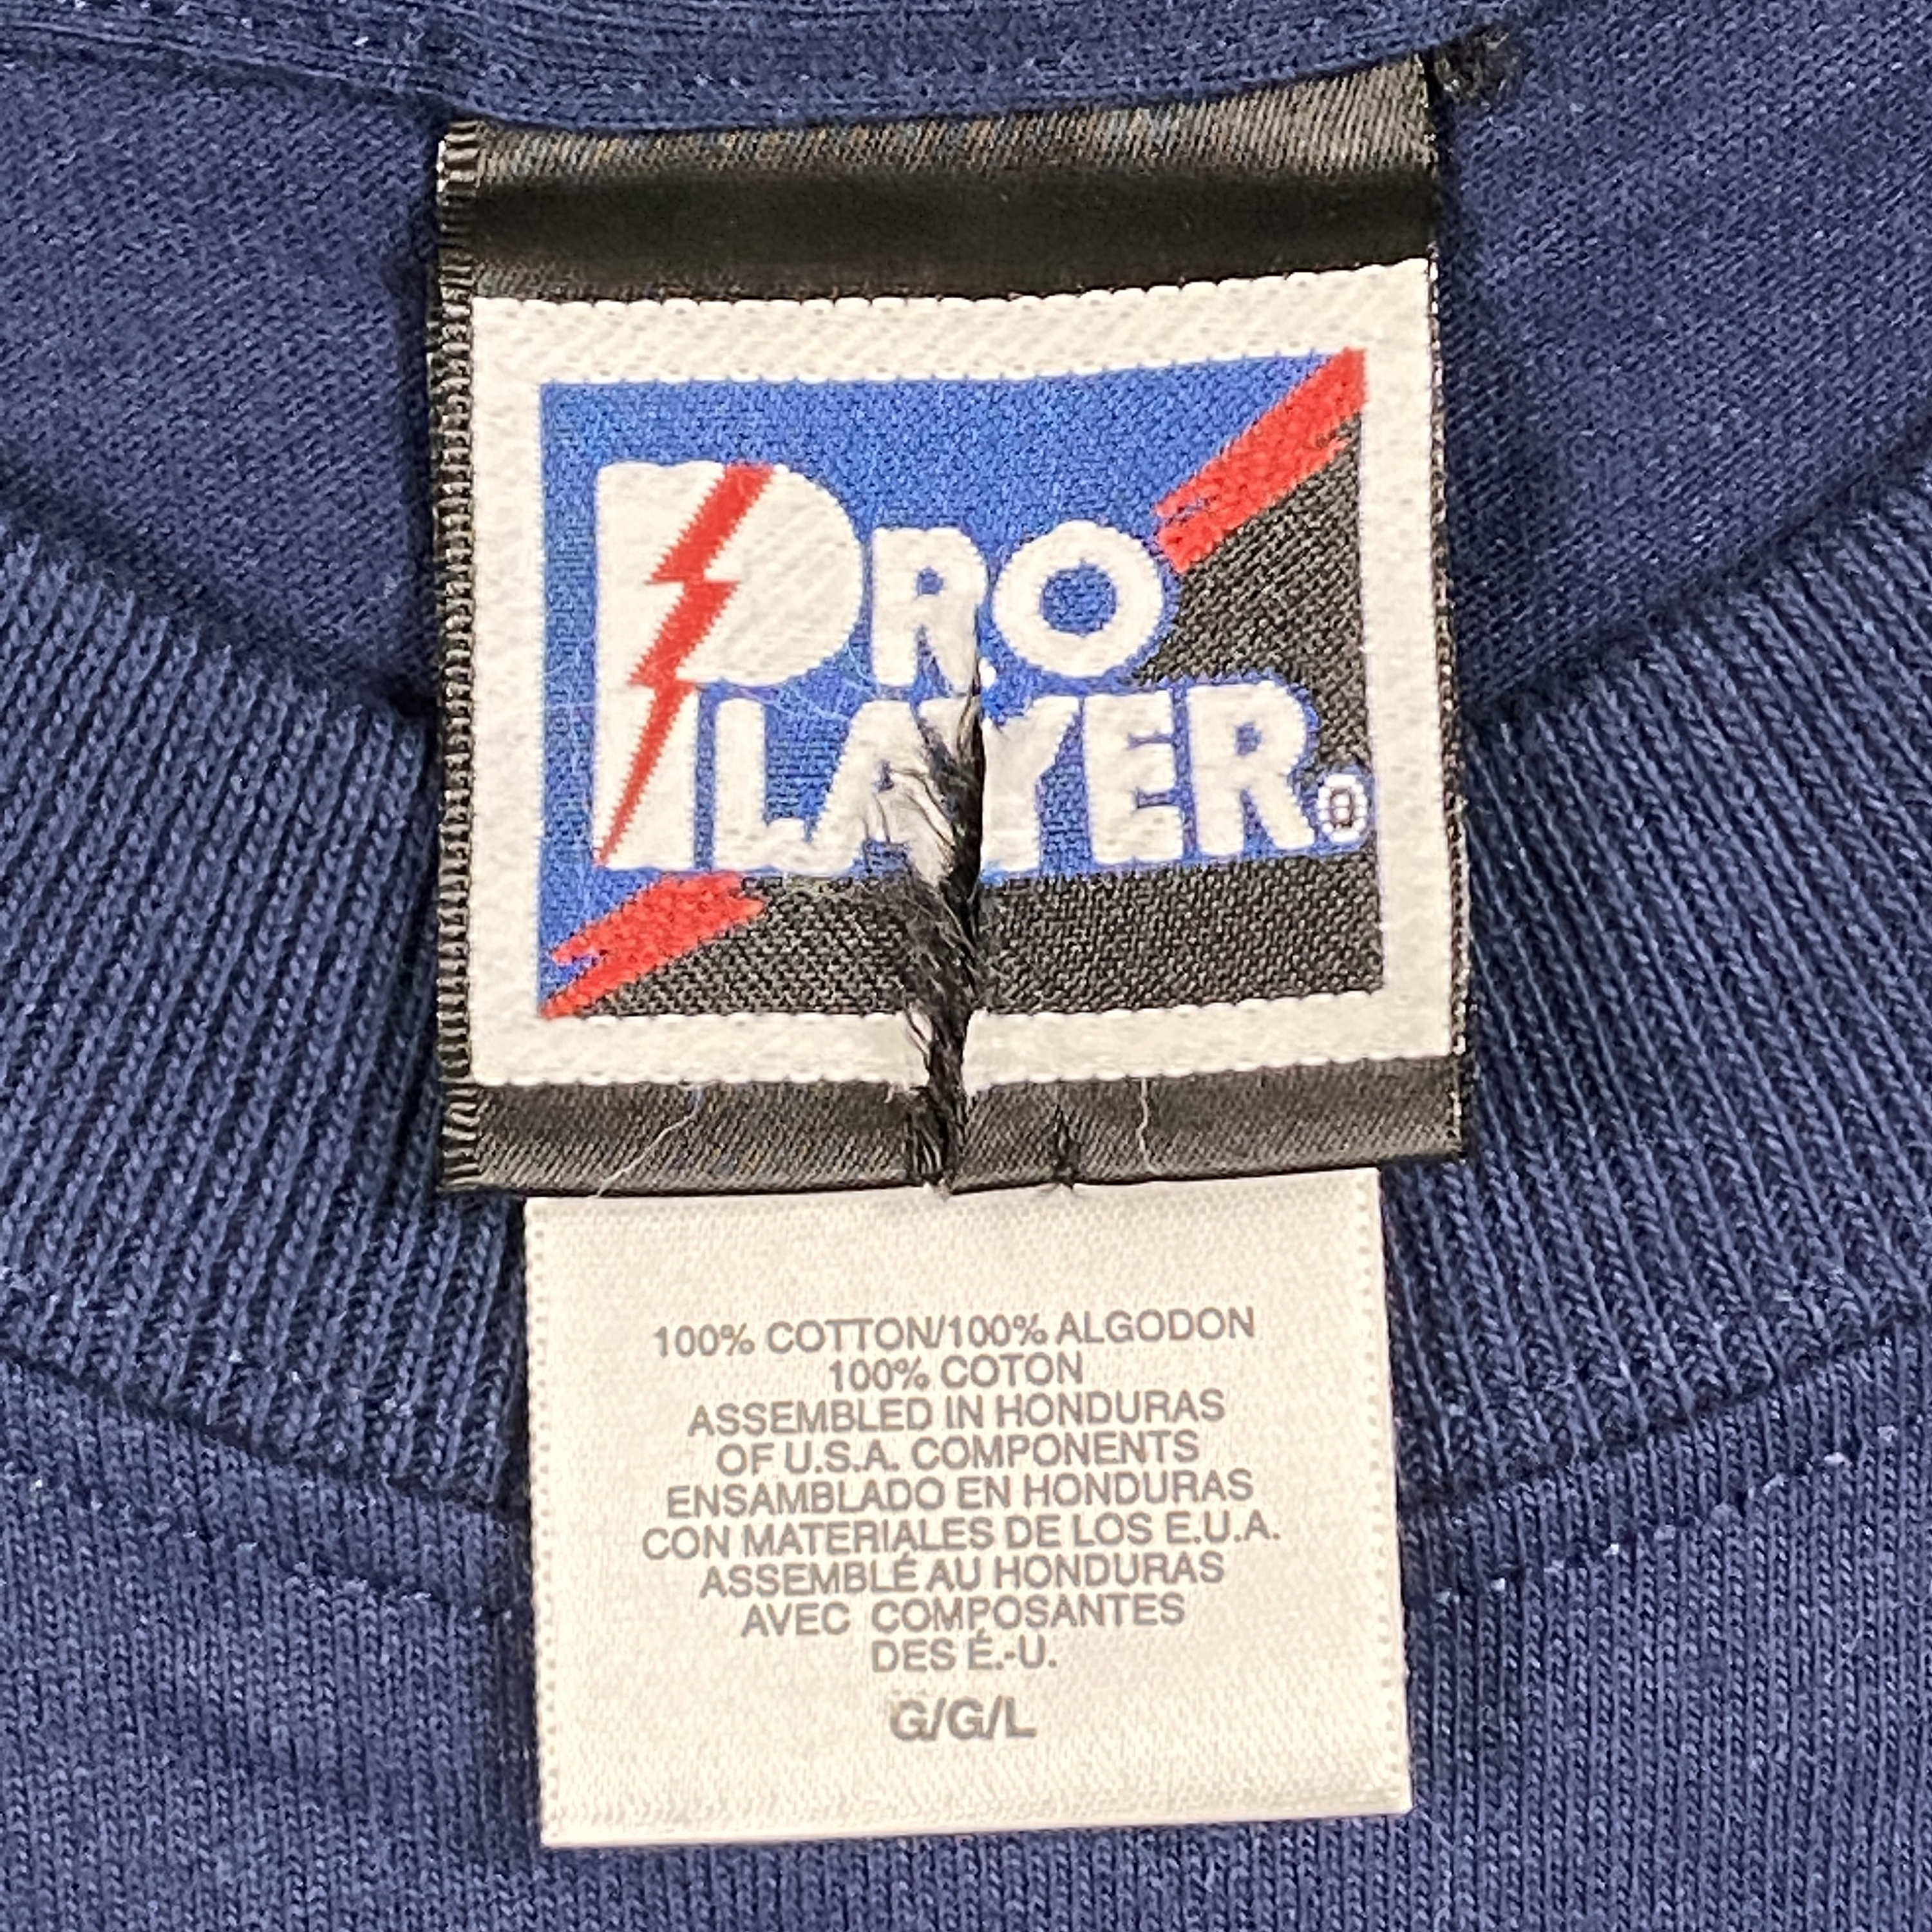 PRO
PLAYER®
100% COTTON/100% ALGODON
100% COTON
ASSEMBLED IN HONDURAS
OF U.S.A. COMPONENTS
ENSAMBLADO EN HONDURAS
CON MATERIALES DE LOS E.U.A.
ASSEMBLÉ AU HONDURAS
AVEC COMPOSANTES
DES É.-U.
G/G/L